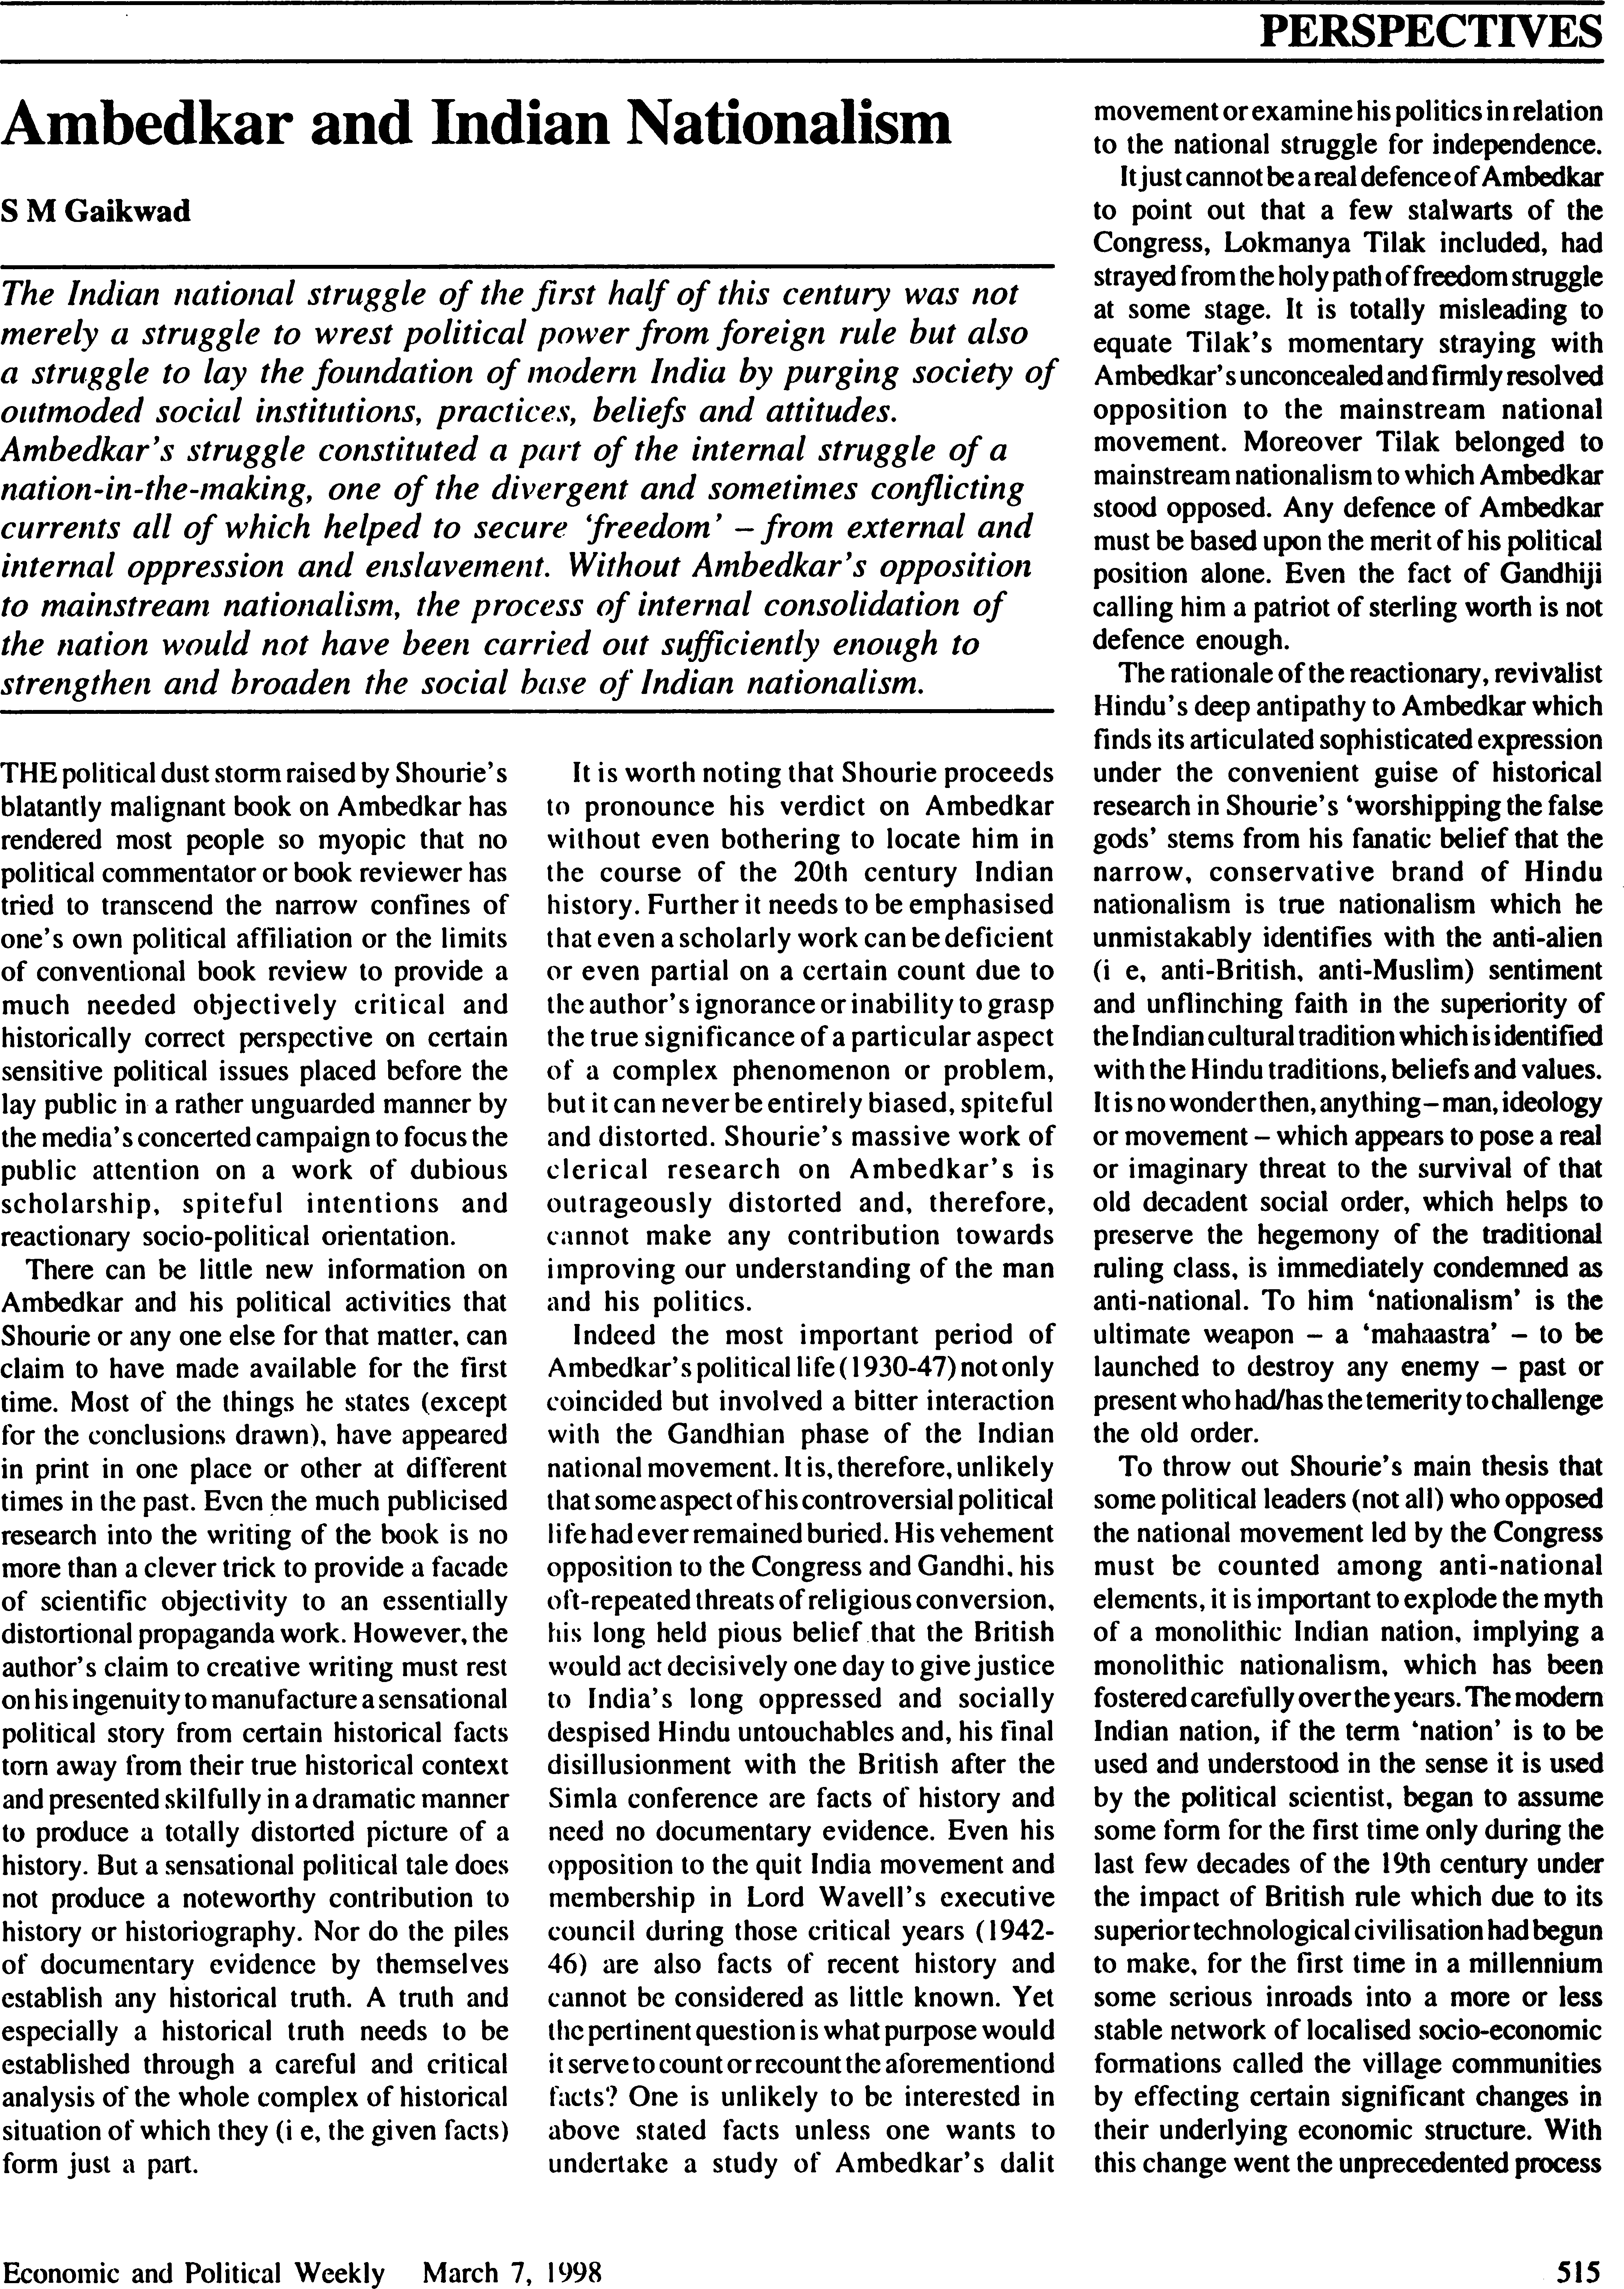 PERSPECTIVES
Ambedkar and Indian Nationalism
S M Gaikwad
The Indian national struggle of the first half of this century was not
merely a struggle to wrest political power from foreign rule but also
a struggle to lay the foundation of modern India by purging society of
outmoded social institutions, practices, beliefs and attitudes.
Ambedkar's struggle constituted a part of the internal struggle of a
nation-in-the-making, one of the divergent and sometimes conflicting
currents all of which helped to secure 'freedom' – from external and
internal oppression and enslavement. Without Ambedkar's opposition
to mainstream nationalism, the process of internal consolidation of
the nation would not have been carried out sufficiently enough to
strengthen and broaden the social base of Indian nationalism.
THE political dust storm raised by Shourie's
blatantly malignant book on Ambedkar has
rendered most people so myopic that no
political commentator or book reviewer has
tried to transcend the narrow confines of
one's own political affiliation or the limits
of conventional book review to provide a
much needed objectively critical and
historically correct perspective on certain
sensitive political issues placed before the
lay public in a rather unguarded manner by
the media's concerted campaign to focus the
public attention on a work of dubious
scholarship, spiteful intentions and
reactionary socio-political orientation.
There can be little new information on
Ambedkar and his political activities that
Shourie or any one else for that matter, can
claim to have made available for the first
time. Most of the things he states (except
for the conclusions drawn), have appeared
in print in one place or other at different
times in the past. Even the much publicised
research into the writing of the book is no
more than a clever trick to provide a facade
of scientific objectivity to an essentially
distortional propaganda work. However, the
author's claim to creative writing must rest
on his ingenuity to manufacture a sensational
political story from certain historical facts
torn away from their true historical context
and presented skilfully in a dramatic manner
to produce a totally distorted picture of a
history. But a sensational political tale does
not produce a noteworthy contribution to
history or historiography. Nor do the piles
of documentary evidence by themselves
establish any historical truth. A truth and
especially a historical truth needs to be
established through a careful and critical
analysis of the whole complex of historical
situation of which they (i e, the given facts)
form just a part.
It is worth noting that Shourie proceeds
to pronounce his verdict on Ambedkar
without even bothering to locate him in
the course of the 20th century Indian
history. Further it needs to be emphasised
that even a scholarly work can be deficient
or even partial on a certain count due to
the author's ignorance or inability to grasp
the true significance of a particular aspect
of a complex phenomenon or problem,
but it can never be entirely biased, spiteful
and distorted. Shourie's massive work of
clerical research on Ambedkar's is
outrageously distorted and, therefore,
cannot make any contribution towards
improving our understanding of the man
and his politics.
Indeed the most important period of
Ambedkar's political life (1930-47) not only
coincided but involved a bitter interaction
with the Gandhian phase of the Indian
national movement. It is, therefore, unlikely
that some aspect of his controversial political
life had ever remained buried. His vehement
opposition to the Congress and Gandhi, his
oft-repeated threats of religious conversion,
his long held pious belief that the British
would act decisively one day to give justice
to India's long oppressed and socially
despised Hindu untouchables and, his final
disillusionment with the British after the
Simla conference are facts of history and
need no documentary evidence. Even his
opposition to the quit India movement and
membership in Lord Wavell's executive
council during those critical years (1942-
46) are also facts of recent history and
cannot be considered as little known. Yet
the pertinent question is what purpose would
it serve to count or recount the aforementiond
facts? One is unlikely to be interested in
above stated facts unless one wants to
undertake a study of Ambedkar's dalit
movement or examine his politics in relation
to the national struggle for independence.
It just cannot be a real defence of Ambedkar
to point out that a few stalwarts of the
Congress, Lokmanya Tilak included, had
strayed from the holy path of freedom struggle
at some stage. It is totally misleading to
equate Tilak's momentary straying with
Ambedkar's unconcealed and firmly resolved
opposition to the mainstream national
movement. Moreover Tilak belonged to
mainstream nationalism to which Ambedkar
stood opposed. Any defence of Ambedkar
must be based upon the merit of his political
position alone. Even the fact of Gandhiji
calling him a patriot of sterling worth is not
defence enough.
The rationale of the reactionary, revivalist
Hindu's deep antipathy to Ambedkar which
finds its articulated sophisticated expression
under the convenient guise of historical
research in Shourie's 'worshipping the false
gods' stems from his fanatic belief that the
narrow, conservative brand of Hindu
nationalism is true nationalism which he
unmistakably identifies with the anti-alien
(i e, anti-British, anti-Muslim) sentiment
and unflinching faith in the superiority of
the Indian cultural tradition which is identified
with the Hindu traditions, beliefs and values.
It is no wonder then, anything – man, ideology
or movement – which appears to pose a real
or imaginary threat to the survival of that
old decadent social order, which helps to
preserve the hegemony of the traditional
ruling class, is immediately condemned as
anti-national. To him 'nationalism' is the
ultimate weapon – a 'mahaastra' – to be
launched to destroy any enemy – past or
present who had/has the temerity to challenge
the old order.
To throw out Shourie's main thesis that
some political leaders (not all) who opposed
the national movement led by the Congress
must be counted among anti-national
elements, it is important to explode the myth
of a monolithic Indian nation, implying a
monolithic nationalism, which has been
fostered carefully over the years. The modern
Indian nation, if the term 'nation' is to be
used and understood in the sense it is used
by the political scientist, began to assume
some form for the first time only during the
last few decades of the 19th century under
the impact of British rule which due to its
superior technological civilisation had begun
to make, for the first time in a millennium
some serious inroads into a more or less
stable network of localised socio-economic
formations called the village communities
by effecting certain significant changes in
their underlying economic structure. With
this change went the unprecedented process
Economic and Political Weekly March 7, 1998
515